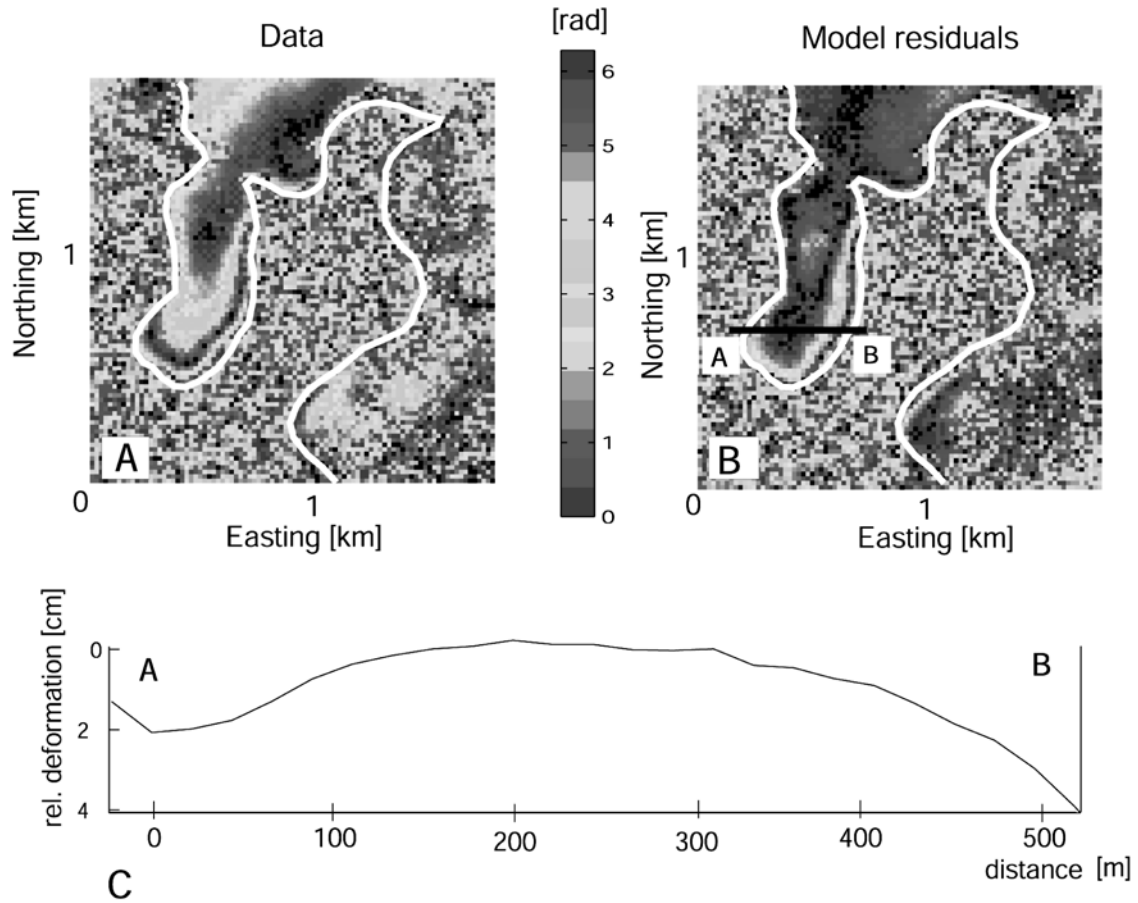 Data
[rad]
Model residuals
Northing [km]
1
A
0
1
Easting [km]
6
5
4
3
2
1
0
Northing [km]
1
A
B
B
0
1
Easting [km]
rel. deformation [cm]
0
2
4
A
B
0
100
200
300
400
500
distance [m]
C